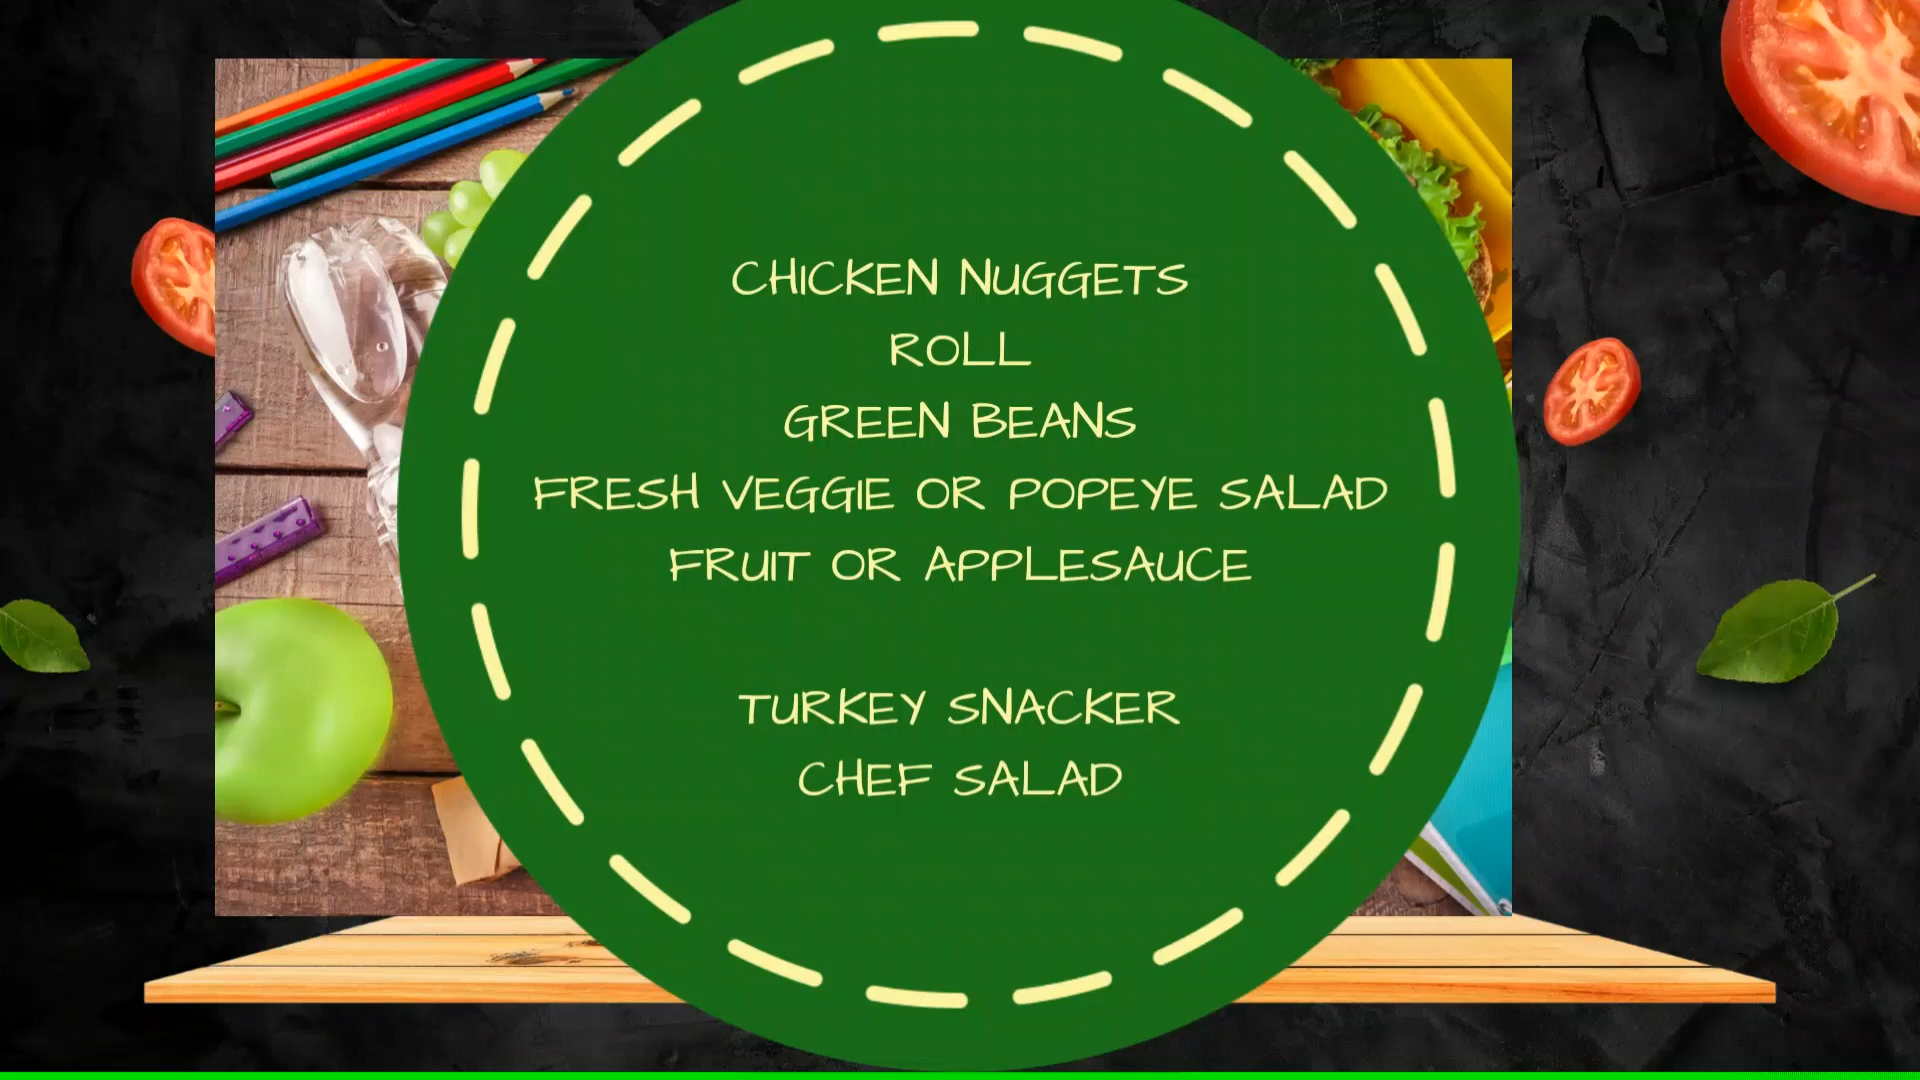 CHICKEN NUGGETS
ROLL
GREEN BEANS
FRESH VEGGIE OR POPEYE SALAD
FRUIT OR APPLESAUCE
TURKEY SNACKER
CHEF SALAD